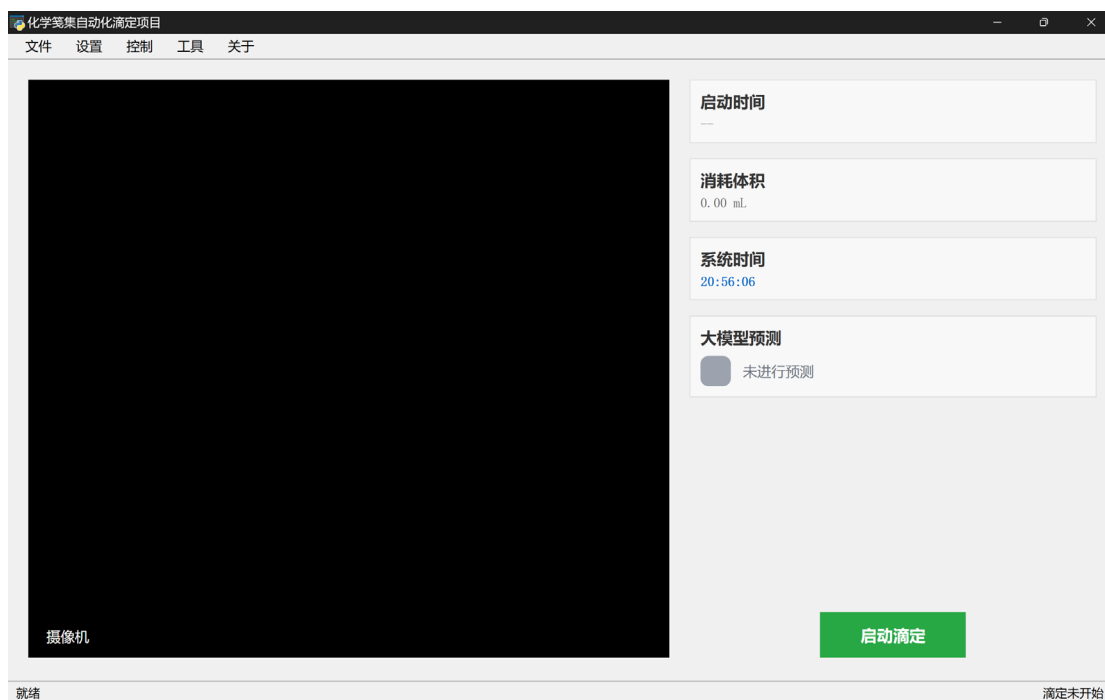 化学笺集自动化滴定项目
文件 设置 控制 工具 关于
启动时间
--
消耗体积
0.00 mL
系统时间
20:56:06
大模型预测
未进行预测
摄像机
启动滴定
就绪
滴定未开始